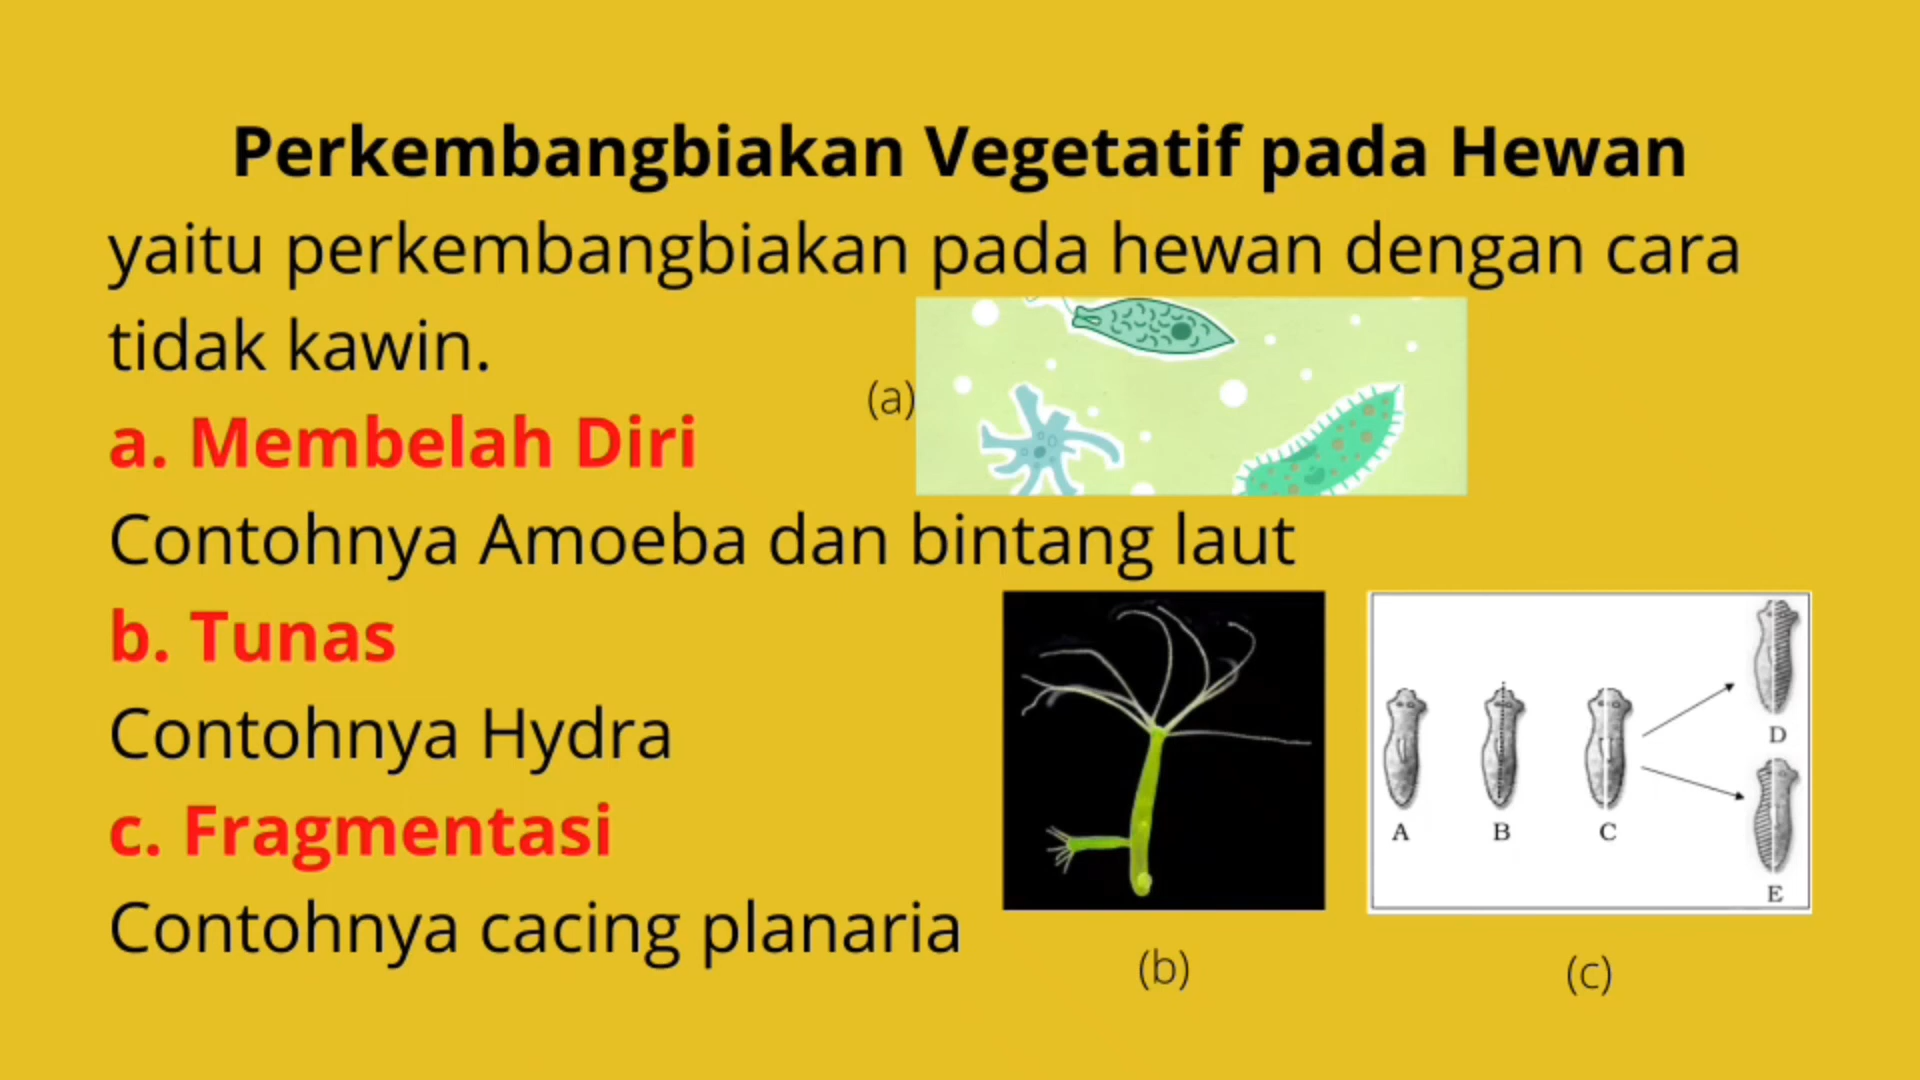 Perkembangbiakan Vegetatif pada Hewan
yaitu perkembangbiakan pada hewan dengan cara
tidak kawin.
(a)
a. Membelah Diri
Contohnya Amoeba dan bintang laut
b. Tunas
Contohnya Hydra
c. Fragmentasi
Contohnya cacing planaria
(b)
A
B
C
D
E
(c)